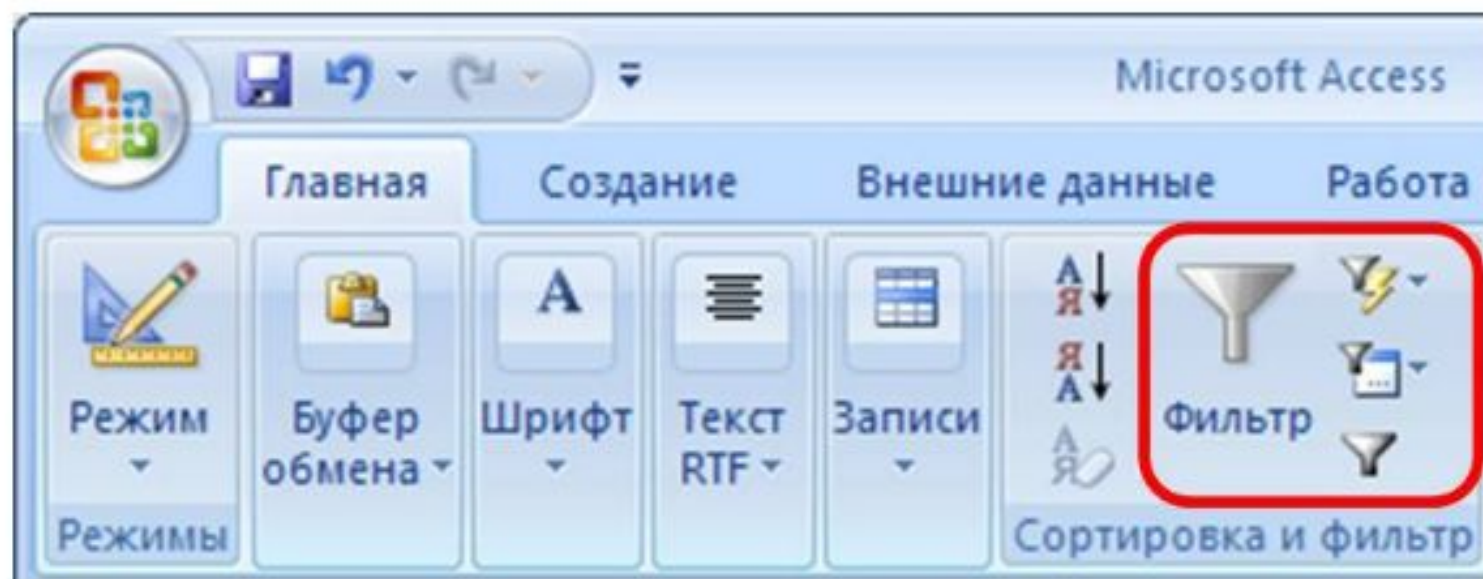 Microsoft Access
Главная Создание Внешние данные Работа
Режим Буфер обмена Шрифт Текст RTF Записи Фильтр
Режимы Сортировка и фильтр